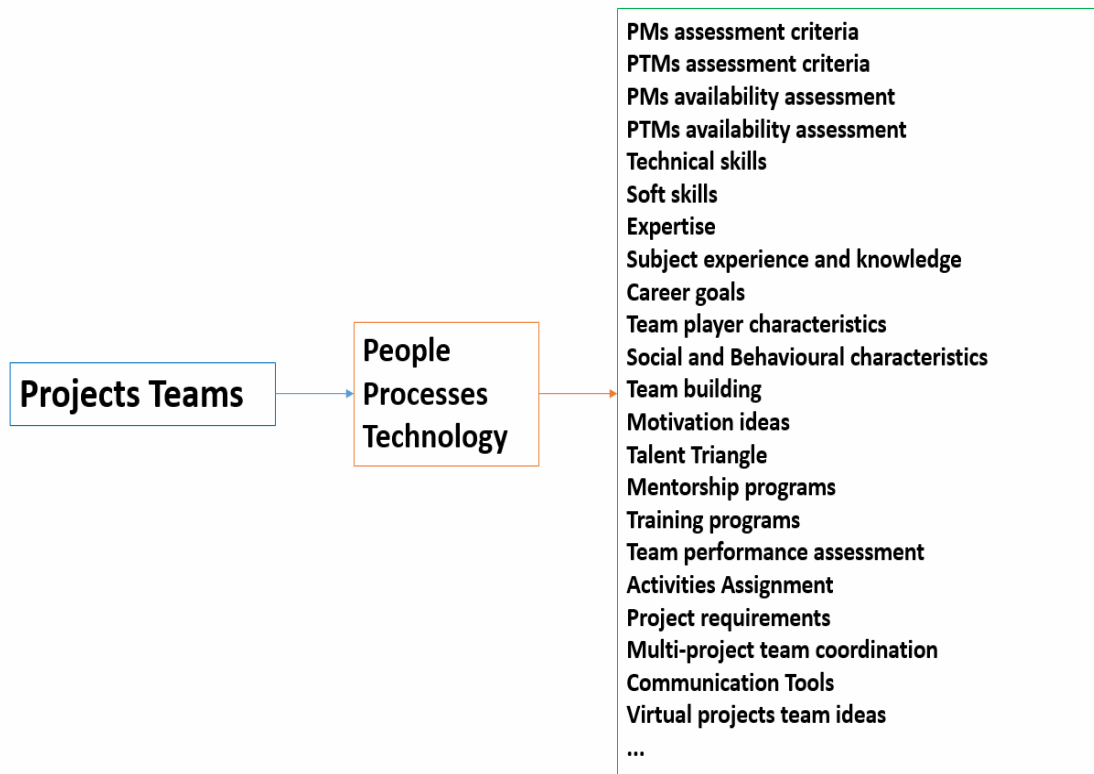 Projects Teams
People
Processes
Technology
PMs assessment criteria
PTMs assessment criteria
PMs availability assessment
PTMs availability assessment
Technical skills
Soft skills
Expertise
Subject experience and knowledge
Career goals
Team player characteristics
Social and Behavioural characteristics
Team building
Motivation ideas
Talent Triangle
Mentorship programs
Training programs
Team performance assessment
Activities Assignment
Project requirements
Multi-project team coordination
Communication Tools
Virtual projects team ideas
...